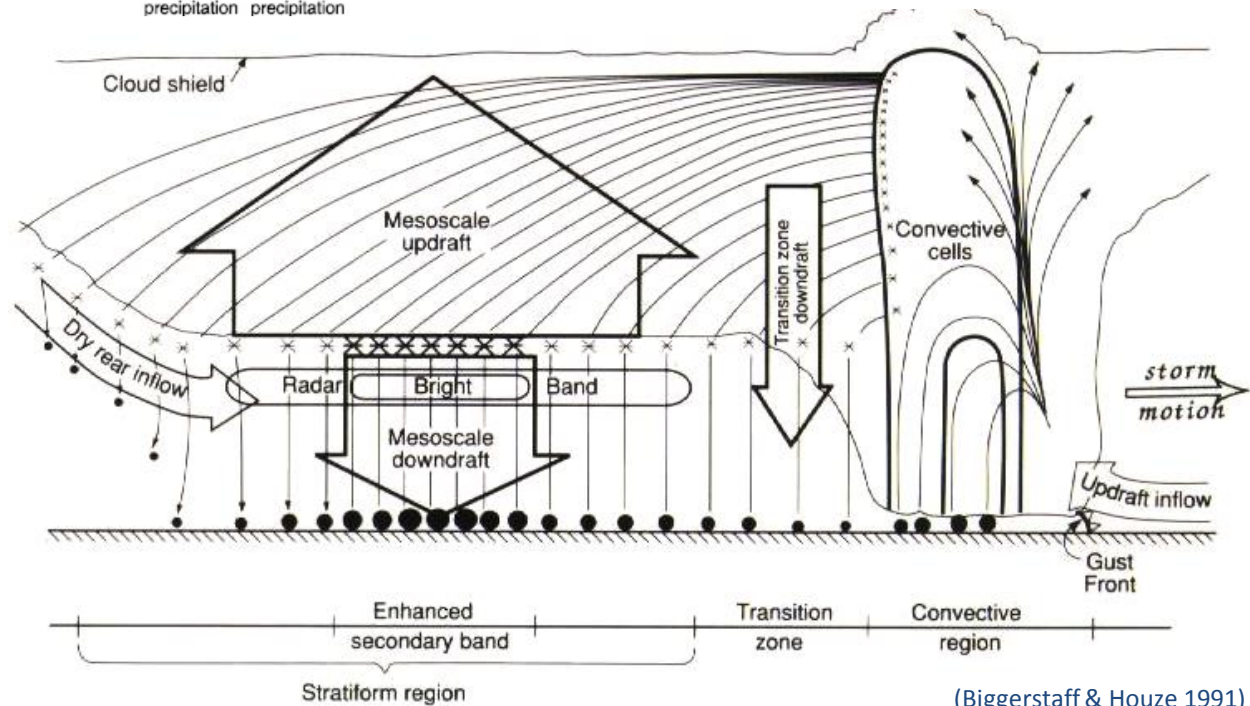 precipitation precipitation
Cloud shield
Mesoscale
updraft
Transition zone
downdraft
Convective
cells
Dry rear inflow
Radar Bright Band
Mesoscale
downdraft
storm
motion
Updraft inflow
Gust
Front
Enhanced
secondary band
Transition
zone
Convective
region
Stratiform region
(Biggerstaff & Houze 1991)